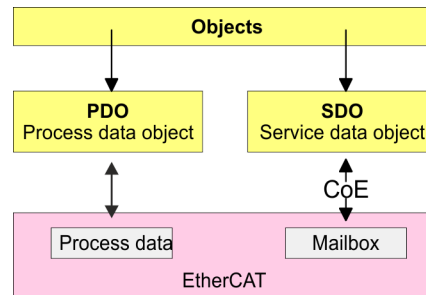 Objects
PDO
Process data object
SDO
Service data object
CoE
Process data
Mailbox
EtherCAT